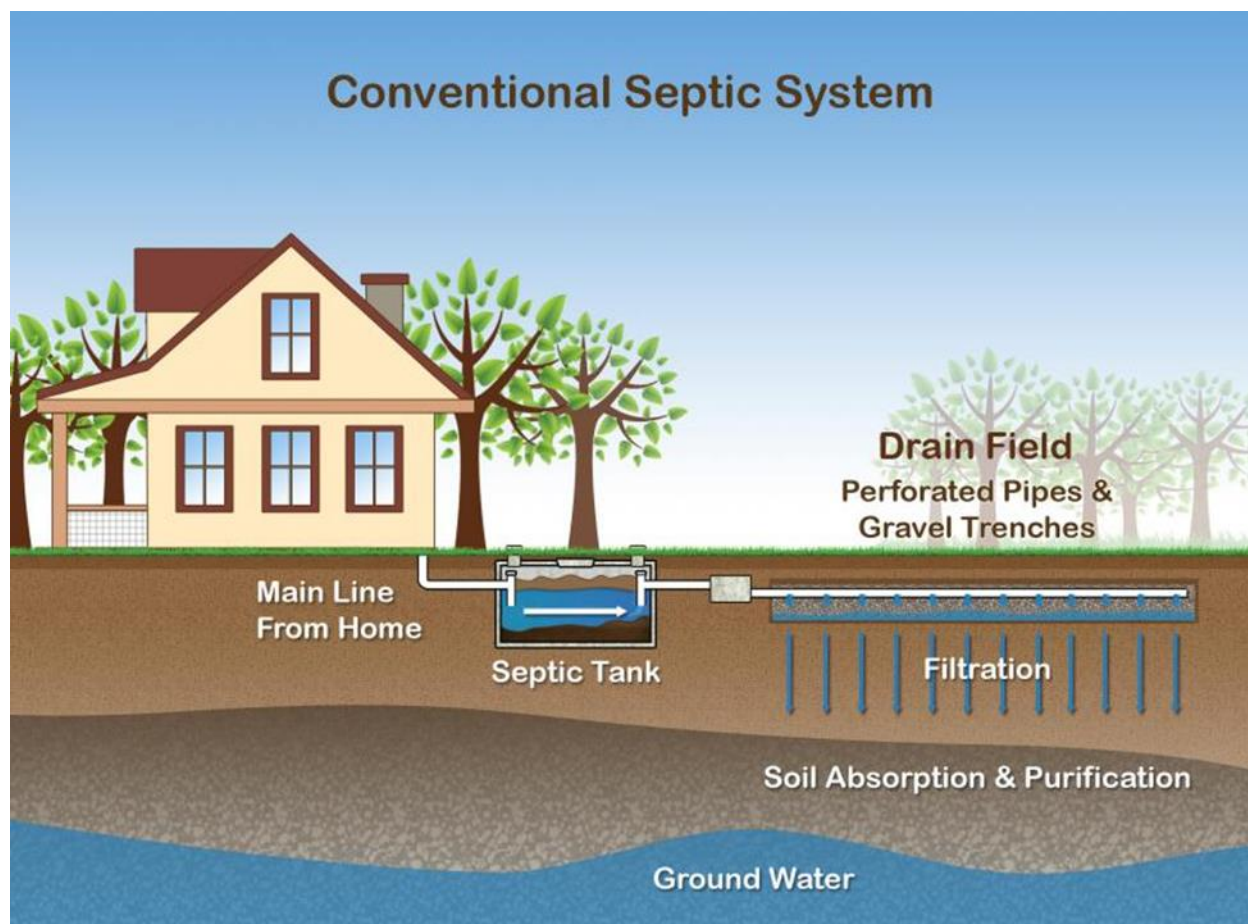 Conventional Septic System
Drain Field
Perforated Pipes &
Gravel Trenches
Main Line
From Home
Septic Tank
Filtration
Soil Absorption & Purification
Ground Water